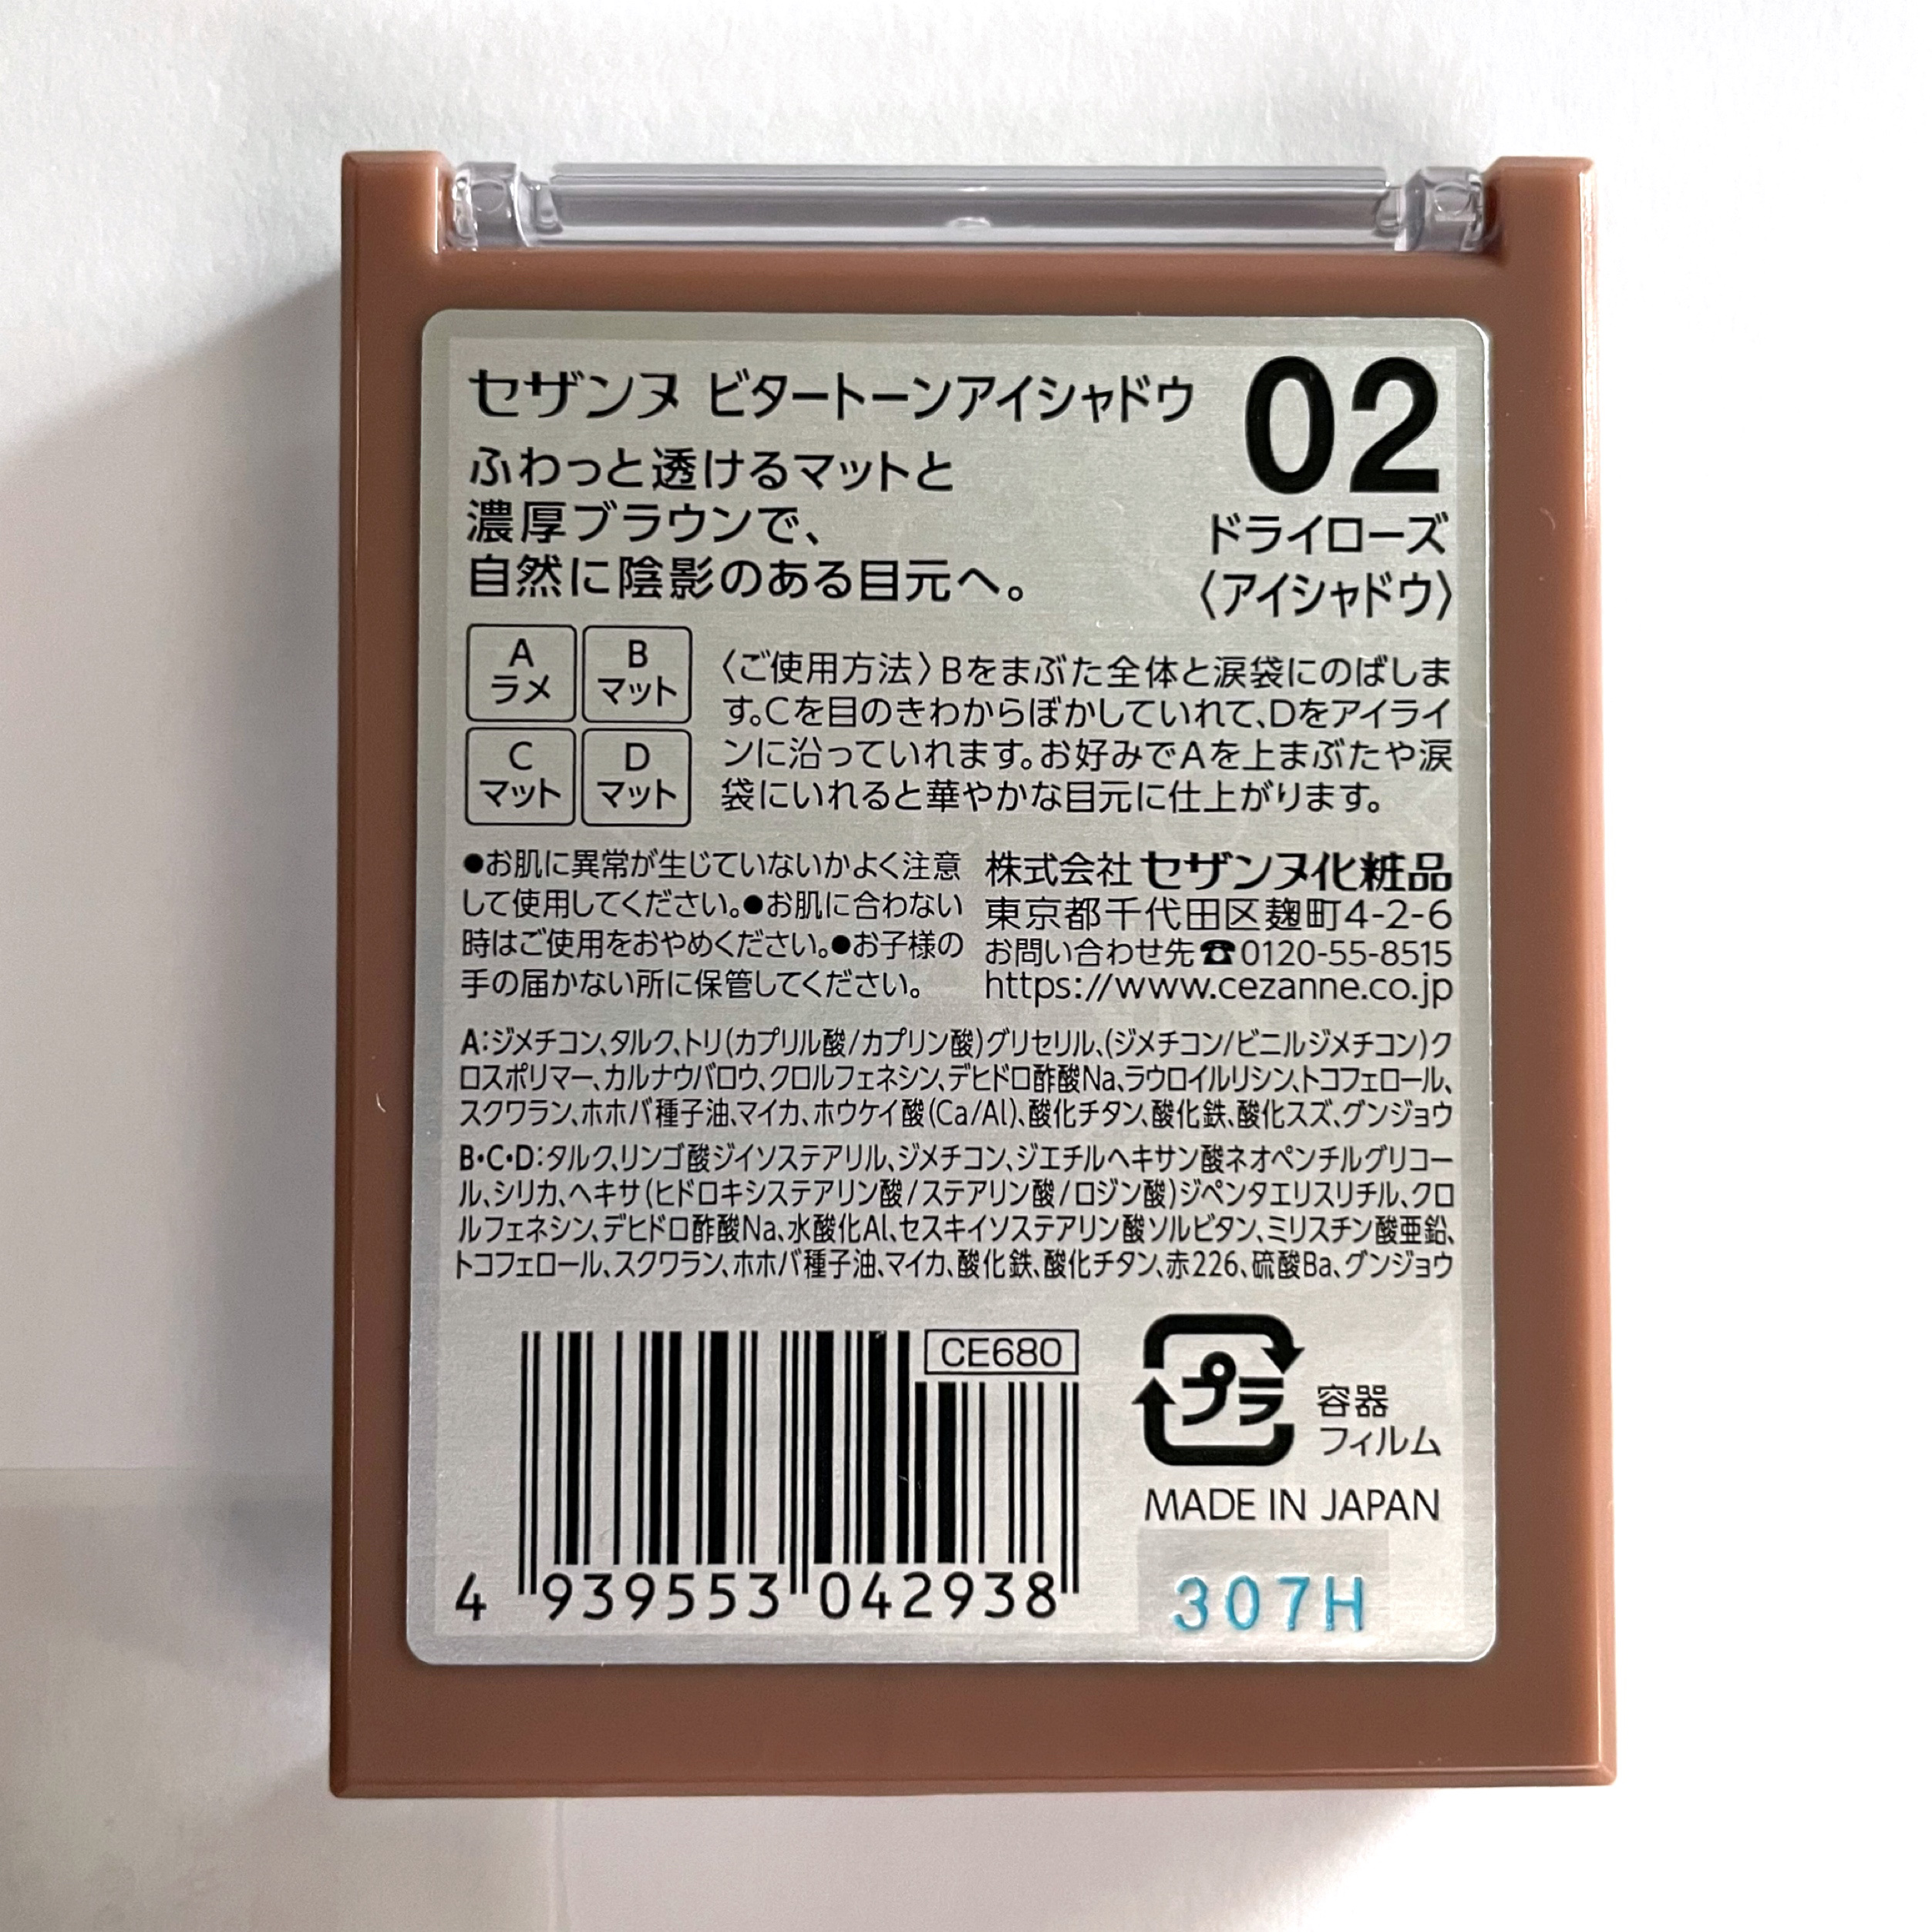 セザンヌ ビタートーンアイシャドウ
02
ふわっと透けるマットと
濃厚ブラウンで、
自然に陰影のある目元へ。
ドライローズ
〈アイシャドウ〉
A
ラメ
B
マット
C
マット
D
マット
〈ご使用方法〉Bをまぶた全体と涙袋にのばしま
す。Cを目のきわからぼかしていれて、Dをアイライ
ンに沿っていれます。お好みでAを上まぶたや涙
袋にいれると華やかな目元に仕上がります。
●お肌に異常が生じていないかよく注意
して使用してください。●お肌に合わない
時はご使用をおやめください。●お子様の
手の届かない所に保管してください。
株式会社 セザンヌ化粧品
東京都千代田区麹町4-2-6
お問い合わせ先☎0120-55-8515
https://www.cezanne.co.jp
A:ジメチコン、タルク、トリ(カプリル酸/カプリン酸)グリセリル、(ジメチコン/ビニルジメチコン)ク
ロスポリマー、カルナウバロウ、クロルフェネシン、デヒドロ酢酸Na、ラウロイルリシン、トコフェロール、
スクワラン、ホホバ種子油、マイカ、ホウケイ酸(Ca/Al)、酸化チタン、酸化鉄、酸化スズ、グンジョウ
B・C・D:タルク、リンゴ酸ジイソステアリル、ジメチコン、ジエチルヘキサン酸ネオペンチルグリコー
ル、シリカ、ヘキサ(ヒドロキシステアリン酸/ステアリン酸/ロジン酸)ジペンタエリスリチル、クロ
ルフェネシン、デヒドロ酢酸Na、水酸化Al、セスキイソステアリン酸ソルビタン、ミリスチン酸亜鉛、
トコフェロール、スクワラン、ホホバ種子油、マイカ、酸化鉄、酸化チタン、赤226、硫酸Ba、グンジョウ
CE680
4 939553 042938
プラ
容器
フィルム
MADE IN JAPAN
307H